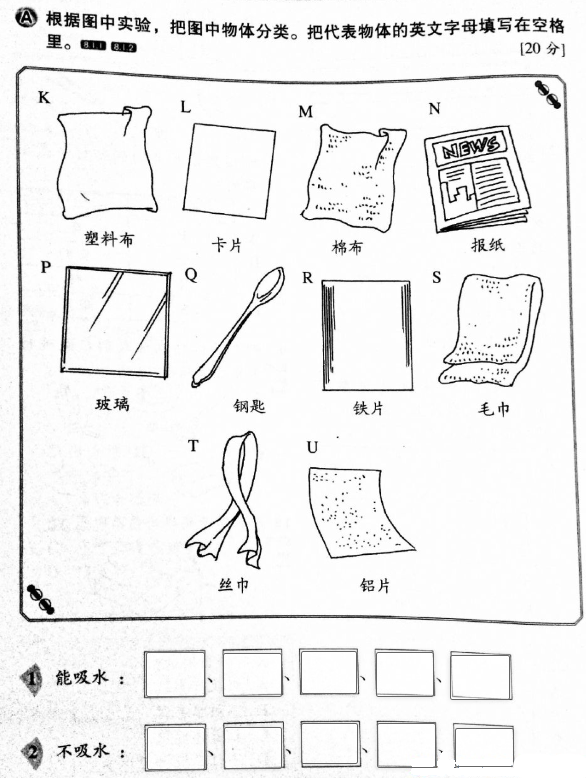 A 根据图中实验，把图中物体分类。把代表物体的英文字母填写在空格
里。 8.1.1 8.1.2 [20 分]
K L M N
塑料布 卡片 棉布 报纸
NEWS
P Q R S
玻璃 钢匙 铁片 毛巾
T U
丝巾 铝片
1 能吸水： 、 、 、 、
2 不吸水： 、 、 、 、